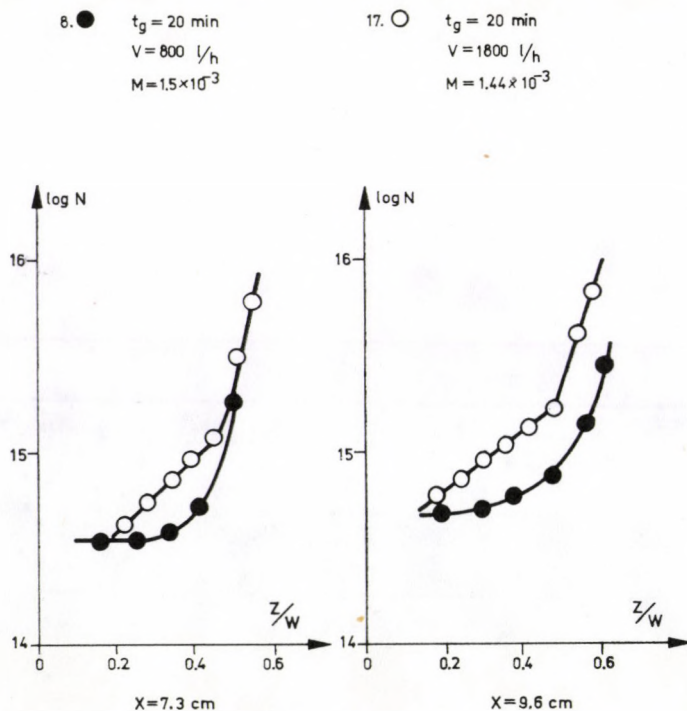 8. ● t_g = 20 min
V = 800 l/h
M = 1.5×10⁻³
17. ○ t_g = 20 min
V = 1800 l/h
M = 1.44×10⁻³
log N
16
15
14
0 0.2 0.4 0.6
Z/W
X = 7.3 cm
log N
16
15
14
0 0.2 0.4 0.6
Z/W
X = 9.6 cm